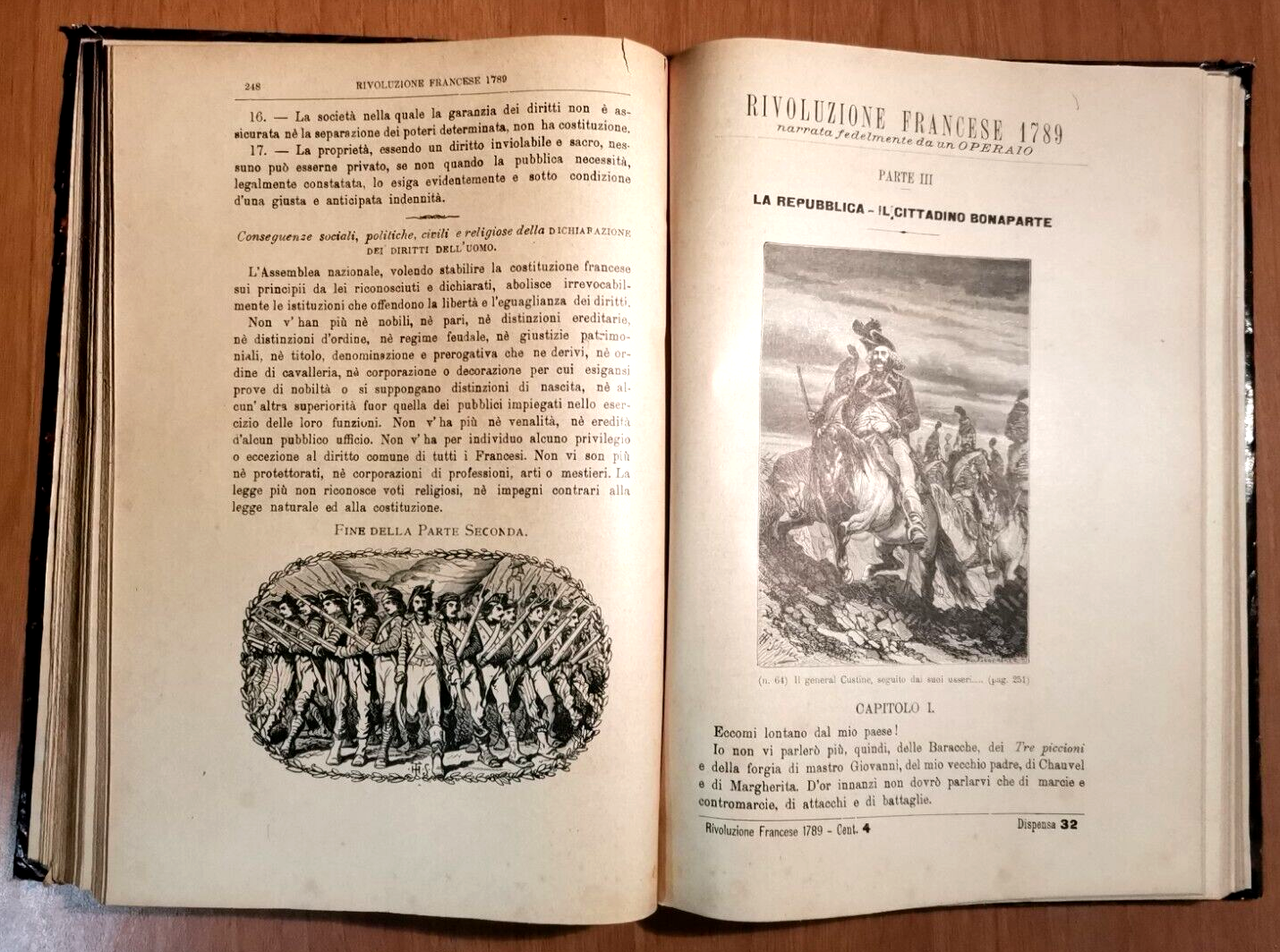 248
RIVOLUZIONE FRANCESE 1789
16. — La società nella quale la garanzia dei diritti non è as-
sicurata nè la separazione dei poteri determinata, non ha costituzione.
17. — La proprietà, essendo un diritto inviolabile e sacro, nes-
suno può esserne privato, se non quando la pubblica necessità,
legalmente constatata, lo esiga evidentemente e sotto condizione
d'una giusta e anticipata indennità.
Conseguenze sociali, politiche, civili e religiose della DICHIARAZIONE
DEI DIRITTI DELL'UOMO.
L'Assemblea nazionale, volendo stabilire la costituzione francese
sui principii da lei riconosciuti e dichiarati, abolisce irrevocabil-
mente le istituzioni che offendono la libertà e l'eguaglianza dei diritti.
Non v'han più nè nobili, nè pari, nè distinzioni ereditarie,
nè distinzioni d'ordine, nè regime feudale, nè giustizie patrimo-
niali, nè titolo, denominazione e prerogativa che ne derivi, nè or-
dine di cavalleria, nè corporazione o decorazione per cui esigansi
prove di nobiltà o si suppongano distinzioni di nascita, nè al-
cun'altra superiorità fuor quella dei pubblici impiegati nello eser-
cizio delle loro funzioni. Non v'ha più nè venalità, nè eredità
d'alcun pubblico ufficio. Non v'ha per individuo alcuno privilegio
o eccezione al diritto comune di tutti i Francesi. Non vi son più
nè protettorati, nè corporazioni di professioni, arti o mestieri. La
legge più non riconosce voti religiosi, nè impegni contrari alla
legge naturale ed alla costituzione.
FINE DELLA PARTE SECONDA.
RIVOLUZIONE FRANCESE 1789
narrata fedelmente da un OPERAIO
PARTE III
LA REPUBBLICA - IL CITTADINO BONAPARTE
(n. 64) Il general Custine, seguito dai suoi usseri.... (pag. 251)
CAPITOLO I.
Eccomi lontano dal mio paese!
Io non vi parlerò più, quindi, delle Baracche, dei Tre piccioni
e della forgia di mastro Giovanni, del mio vecchio padre, di Chauvel
e di Margherita. D'or innanzi non dovrò parlarvi che di marcie e
contromarcie, di attacchi e di battaglie.
Rivoluzione Francese 1789 - Cent. 4
Dispensa 32